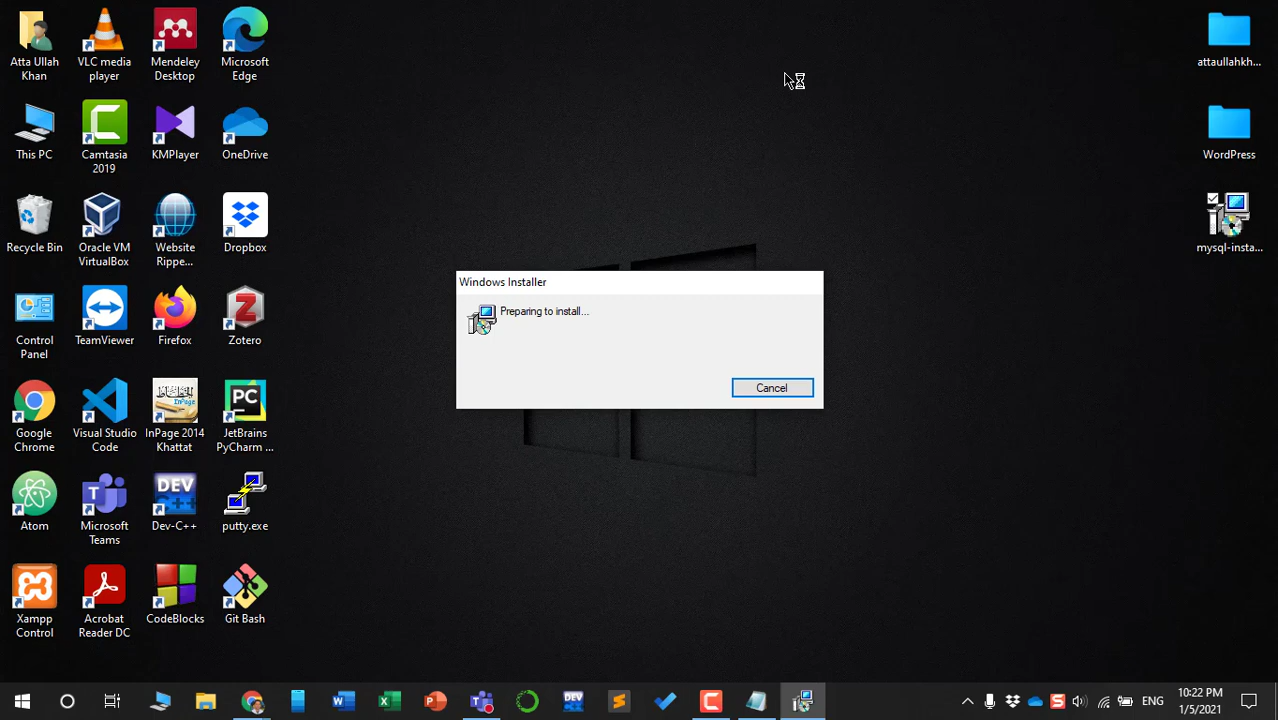 Atta Ullah
Khan
VLC media
player
Mendeley
Desktop
Microsoft
Edge
attaullahkh...
This PC
Camtasia
2019
KMPlayer
OneDrive
WordPress
Recycle Bin
Oracle VM
VirtualBox
Website
Rippe...
Dropbox
mysql-insta...
Windows Installer
Preparing to install...
Cancel
Control
Panel
TeamViewer
Firefox
Zotero
Google
Chrome
Visual Studio
Code
InPage 2014
Khattat
PC
JetBrains
PyCharm ...
Atom
Microsoft
Teams
DEV
Dev-C++
putty.exe
Xampp
Control
Acrobat
Reader DC
CodeBlocks
Git Bash
DEV
ENG
10:22 PM
1/5/2021